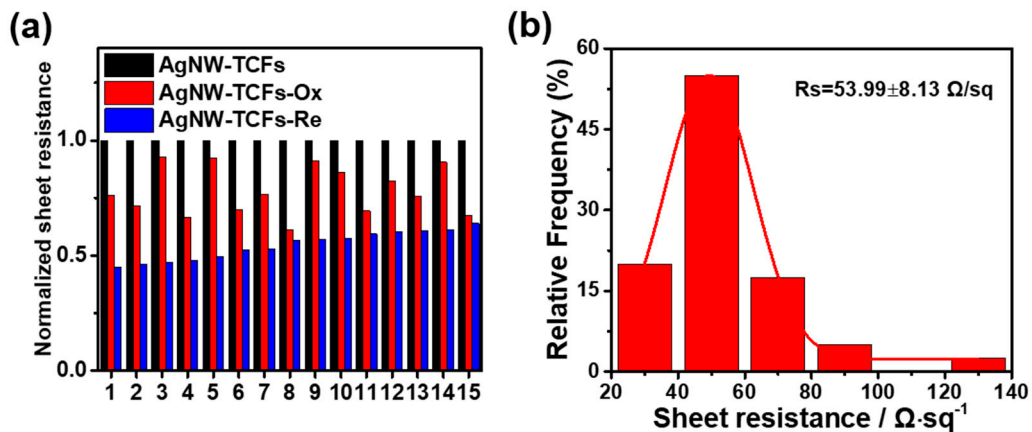 (a)
Normalized sheet resistance
AgNW-TCFs
AgNW-TCFs-Ox
AgNW-TCFs-Re
1.0
0.5
0.0
1 2 3 4 5 6 7 8 9 10 11 12 13 14 15
(b)
Relative Frequency (%)
60
45
30
15
0
Rs=53.99±8.13 Ω/sq
20 40 60 80 100 120 140
Sheet resistance / Ω·sq⁻¹